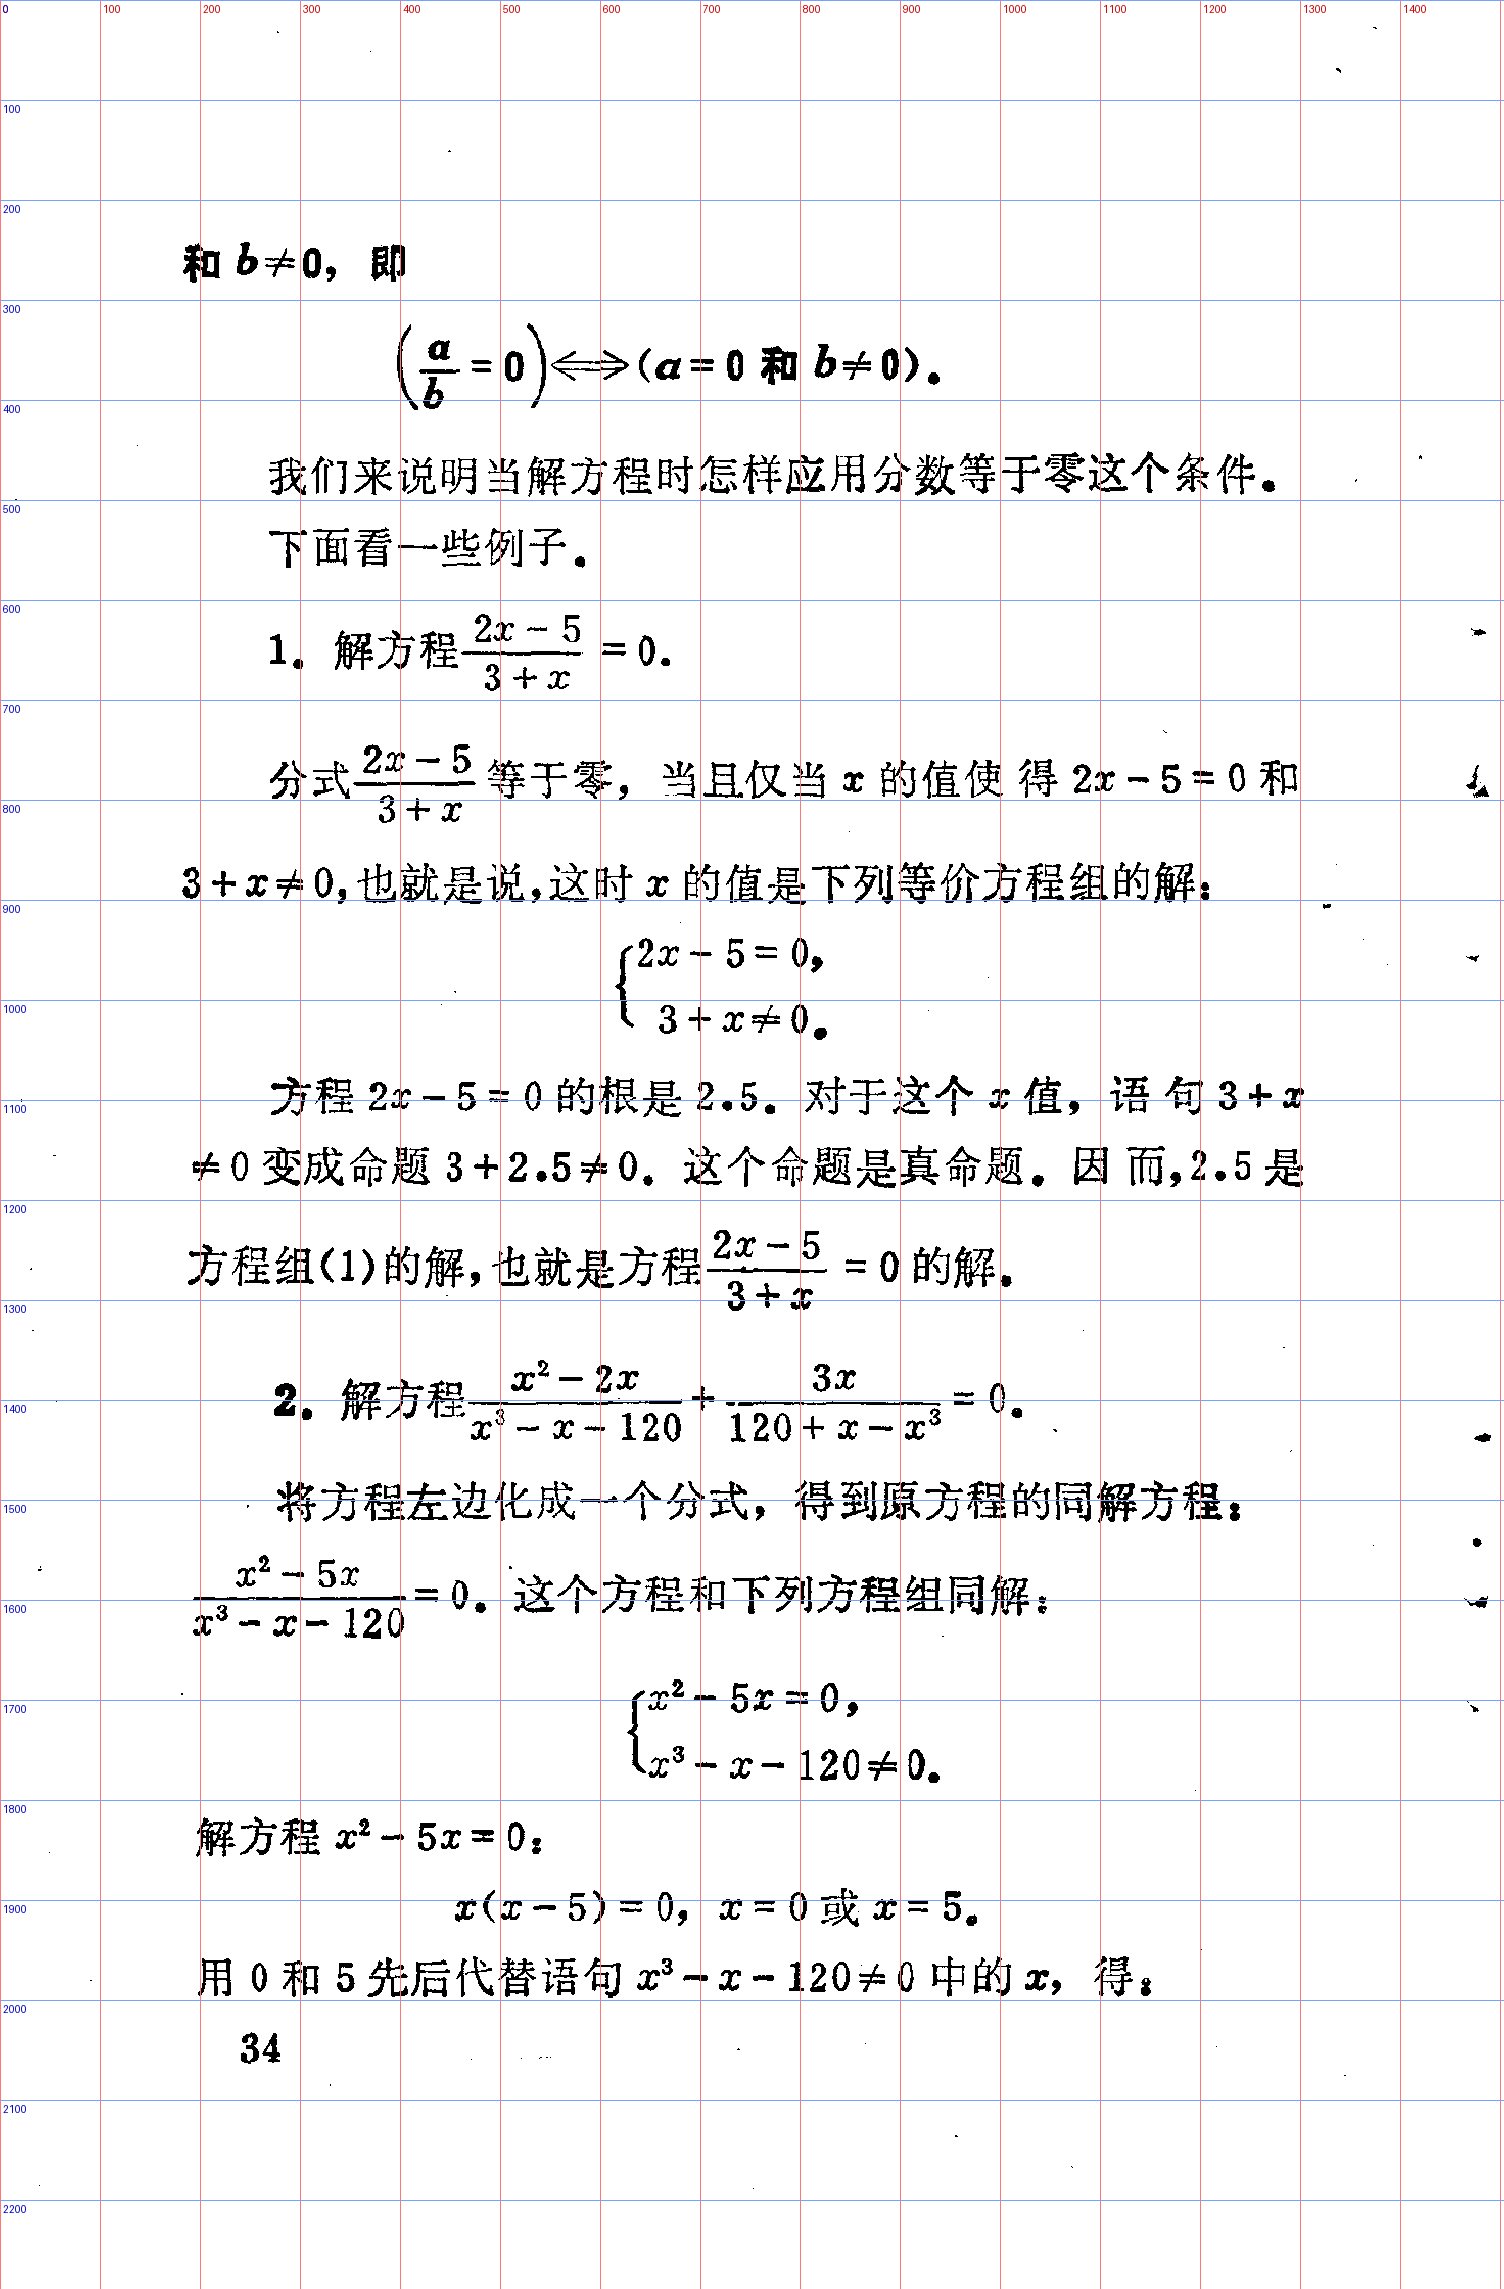 和 b≠0, 即
(a/b = 0)⟺(a = 0 和 b≠0).
我们来说明当解方程时怎样应用分数等于零这个条件.
下面看一些例子.
1. 解方程 (2x − 5)/(3 + x) = 0.
分式 (2x − 5)/(3 + x) 等于零, 当且仅当 x 的值使得 2x − 5 = 0 和
3 + x ≠ 0, 也就是说, 这时 x 的值是下列等价方程组的解:
{2x − 5 = 0,
3 + x ≠ 0.
方程 2x − 5 = 0 的根是 2.5. 对于这个 x 值, 语句 3 + x
≠ 0 变成命题 3 + 2.5 ≠ 0. 这个命题是真命题. 因而, 2.5 是
方程组(1)的解, 也就是方程 (2x − 5)/(3 + x) = 0 的解.
2. 解方程 (x² − 2x)/(x³ − x − 120) + 3x/(120 + x − x³) = 0.
将方程左边化成一个分式, 得到原方程的同解方程:
(x² − 5x)/(x³ − x − 120) = 0. 这个方程和下列方程组同解:
{x² − 5x = 0,
x³ − x − 120 ≠ 0.
解方程 x² − 5x = 0:
x(x − 5) = 0, x = 0 或 x = 5.
用 0 和 5 先后代替语句 x³ − x − 120 ≠ 0 中的 x, 得:
34